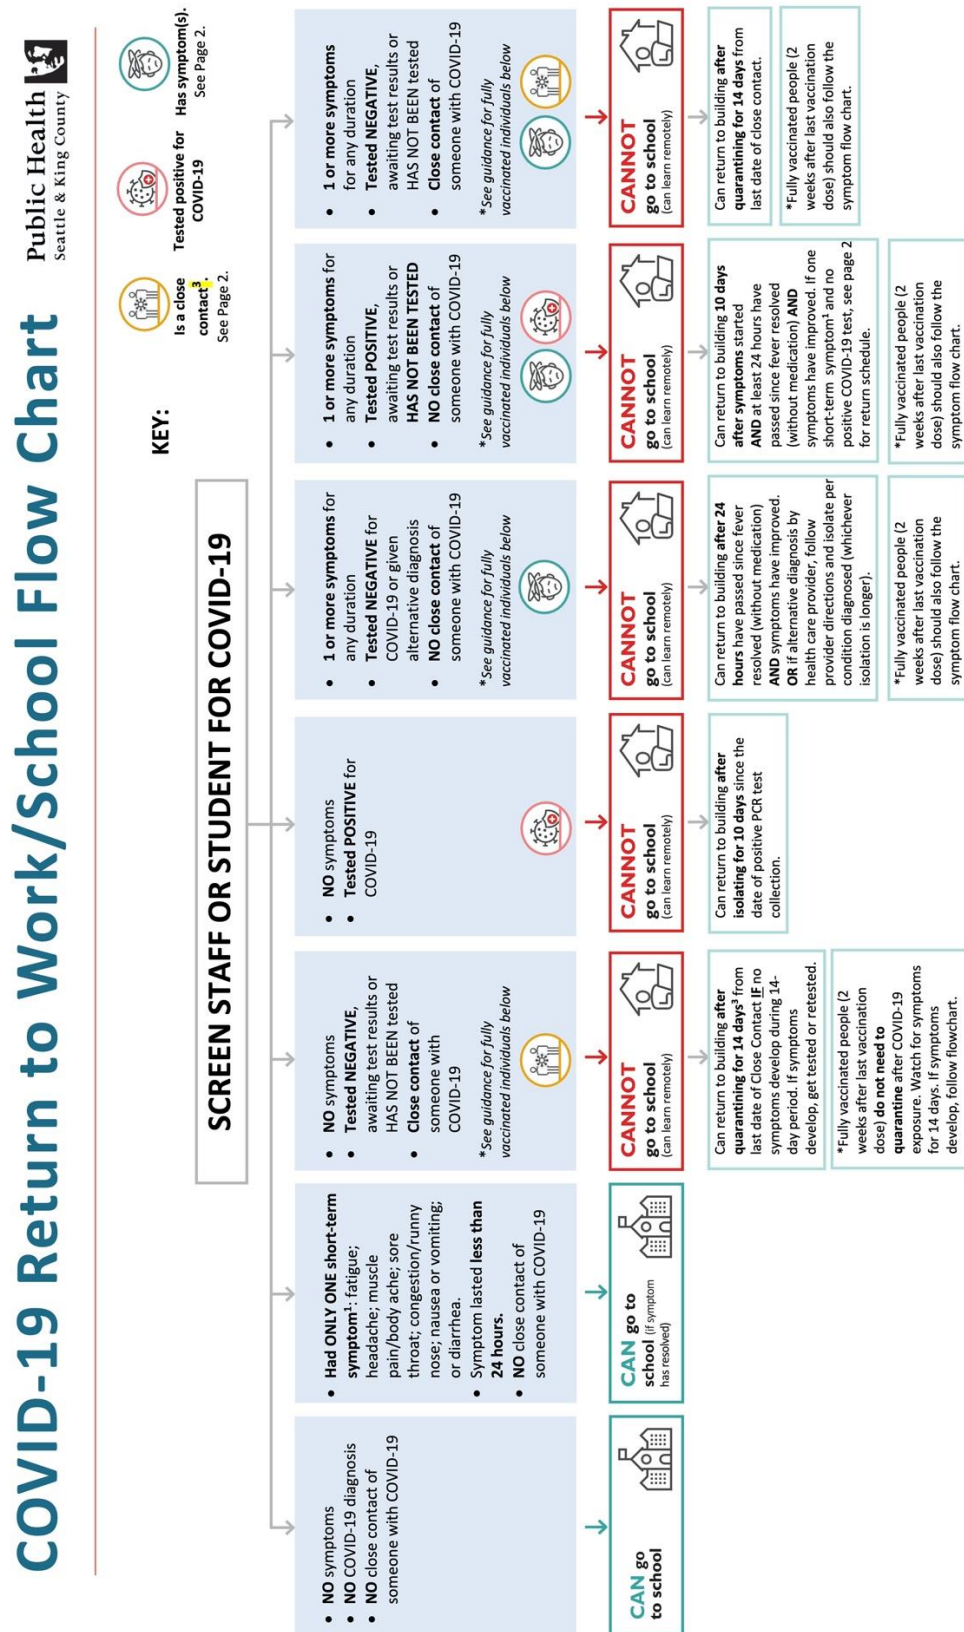 COVID-19 Return to Work/School Flow Chart
Public Health
Seattle & King County
KEY:
Is a close
contact³.
See Page 2.
Tested positive for
COVID-19
Has symptom(s).
See Page 2.
SCREEN STAFF OR STUDENT FOR COVID-19
• NO symptoms
• NO COVID-19 diagnosis
• NO close contact of
someone with COVID-19
CAN go
to school
• Had ONLY ONE short-term
symptom¹: fatigue;
headache; muscle
pain/body ache; sore
throat; congestion/runny
nose; nausea or vomiting;
or diarrhea.
• Symptom lasted less than
24 hours.
• NO close contact of
someone with COVID-19
CAN go to
school (if symptom
has resolved)
• NO symptoms
• Tested NEGATIVE,
awaiting test results or
HAS NOT BEEN tested
• Close contact of
someone with
COVID-19
*See guidance for fully
vaccinated individuals below
CANNOT
go to school
(can learn remotely)
Can return to building after
quarantining for 14 days³ from
last date of Close Contact IF no
symptoms develop during 14-
day period. If symptoms
develop, get tested or retested.
*Fully vaccinated people (2
weeks after last vaccination
dose) do not need to
quarantine after COVID-19
exposure. Watch for symptoms
for 14 days. If symptoms
develop, follow flowchart.
• NO symptoms
• Tested POSITIVE for
COVID-19
CANNOT
go to school
(can learn remotely)
Can return to building after
isolating for 10 days since the
date of positive PCR test
collection.
• 1 or more symptoms for
any duration
• Tested NEGATIVE for
COVID-19 or given
alternative diagnosis
• NO close contact of
someone with COVID-19
*See guidance for fully
vaccinated individuals below
CANNOT
go to school
(can learn remotely)
Can return to building after 24
hours have passed since fever
resolved (without medication)
AND symptoms have improved.
OR if alternative diagnosis by
health care provider, follow
provider directions and isolate per
condition diagnosed (whichever
isolation is longer).
*Fully vaccinated people (2
weeks after last vaccination
dose) should also follow the
symptom flow chart.
• 1 or more symptoms for
any duration
• Tested POSITIVE,
awaiting test results or
HAS NOT BEEN TESTED
• NO close contact of
someone with COVID-19
*See guidance for fully
vaccinated individuals below
CANNOT
go to school
(can learn remotely)
Can return to building 10 days
after symptoms started
AND at least 24 hours have
passed since fever resolved
(without medication) AND
symptoms have improved. If one
short-term symptom¹ and no
positive COVID-19 test, see page 2
for return schedule.
*Fully vaccinated people (2
weeks after last vaccination
dose) should also follow the
symptom flow chart.
• 1 or more symptoms
for any duration
• Tested NEGATIVE,
awaiting test results or
HAS NOT BEEN tested
• Close contact of
someone with COVID-19
*See guidance for fully
vaccinated individuals below
CANNOT
go to school
(can learn remotely)
Can return to building after
quarantining for 14 days from
last date of close contact.
*Fully vaccinated people (2
weeks after last vaccination
dose) should also follow the
symptom flow chart.